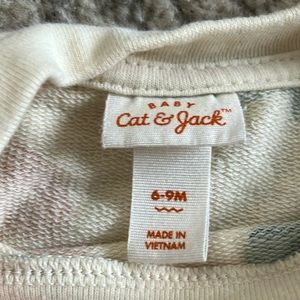 BABY
Cat & Jack™
6-9M
MADE IN
VIETNAM